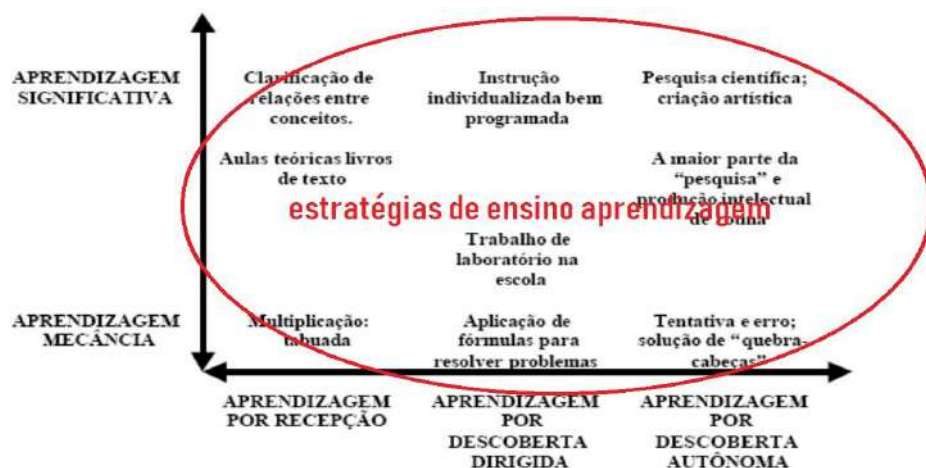 APRENDIZAGEM
SIGNIFICATIVA
Clarificação de
relações entre
conceitos.
Instrução
individualizada bem
programada
Pesquisa científica;
criação artística
Aulas teóricas livros
de texto
A maior parte da
“pesquisa” e
produção intelectual
de
estratégias de ensino aprendizagem
Trabalho de
laboratório na
escola
APRENDIZAGEM
MECÂNCIA
Multiplicação:
tabuada
Aplicação de
fórmulas para
resolver problemas
Tentativa e erro;
solução de “quebra-
cabeças”
APRENDIZAGEM
POR RECEPÇÃO
APRENDIZAGEM
POR
DESCOBERTA
DIRIGIDA
APRENDIZAGEM
POR
DESCOBERTA
AUTÔNOMA